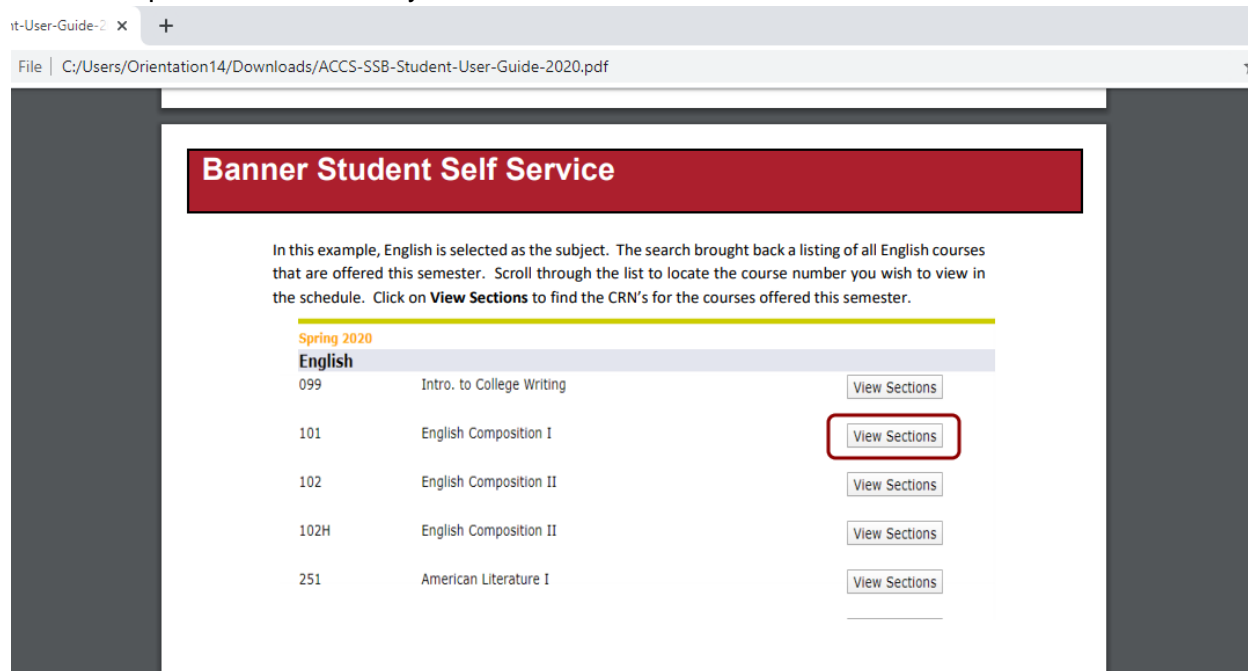 nt-User-Guide-2 × +
File | C:/Users/Orientation14/Downloads/ACCS-SSB-Student-User-Guide-2020.pdf
Banner Student Self Service
In this example, English is selected as the subject. The search brought back a listing of all English courses
that are offered this semester. Scroll through the list to locate the course number you wish to view in
the schedule. Click on View Sections to find the CRN's for the courses offered this semester.
Spring 2020
English
099 Intro. to College Writing View Sections
101 English Composition I View Sections
102 English Composition II View Sections
102H English Composition II View Sections
251 American Literature I View Sections